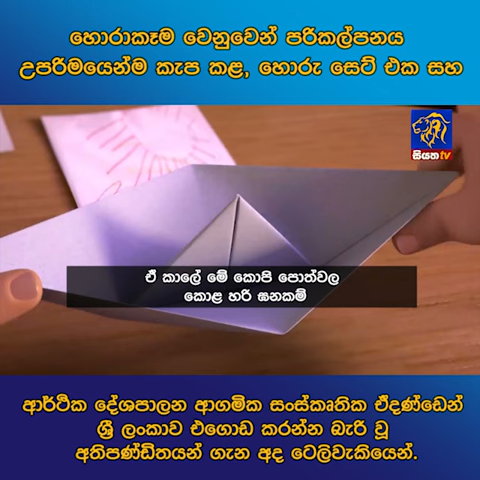 හොරාකෑම වෙනුවෙන් පරිකල්පනය
උපරිමයෙන්ම කැප කළ, හොරු සෙට් එක සහ
සියත tv
ඒ කාලේ මේ කොපි පොත්වල
කොළ හරි ඝනකම්
ආර්ථික දේශපාලන ආගමික සංස්කෘතික ඒදණ්ඩෙන්
ශ්‍රී ලංකාව එගොඩ කරන්න බැරි වූ
අතිපණ්ඩිතයන් ගැන අද ටෙලිවැකියෙන්.